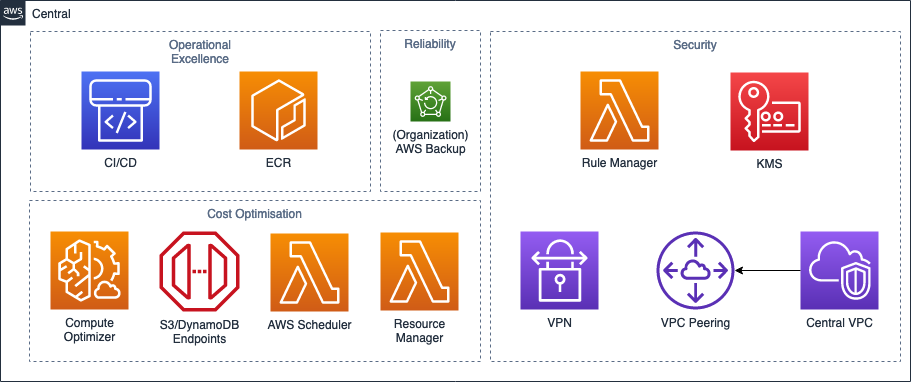 aws
Central
Operational
Excellence
CI/CD
ECR
Reliability
(Organization)
AWS Backup
Security
Rule Manager
KMS
Cost Optimisation
Compute
Optimizer
S3/DynamoDB
Endpoints
AWS Scheduler
Resource
Manager
VPN
VPC Peering
Central VPC